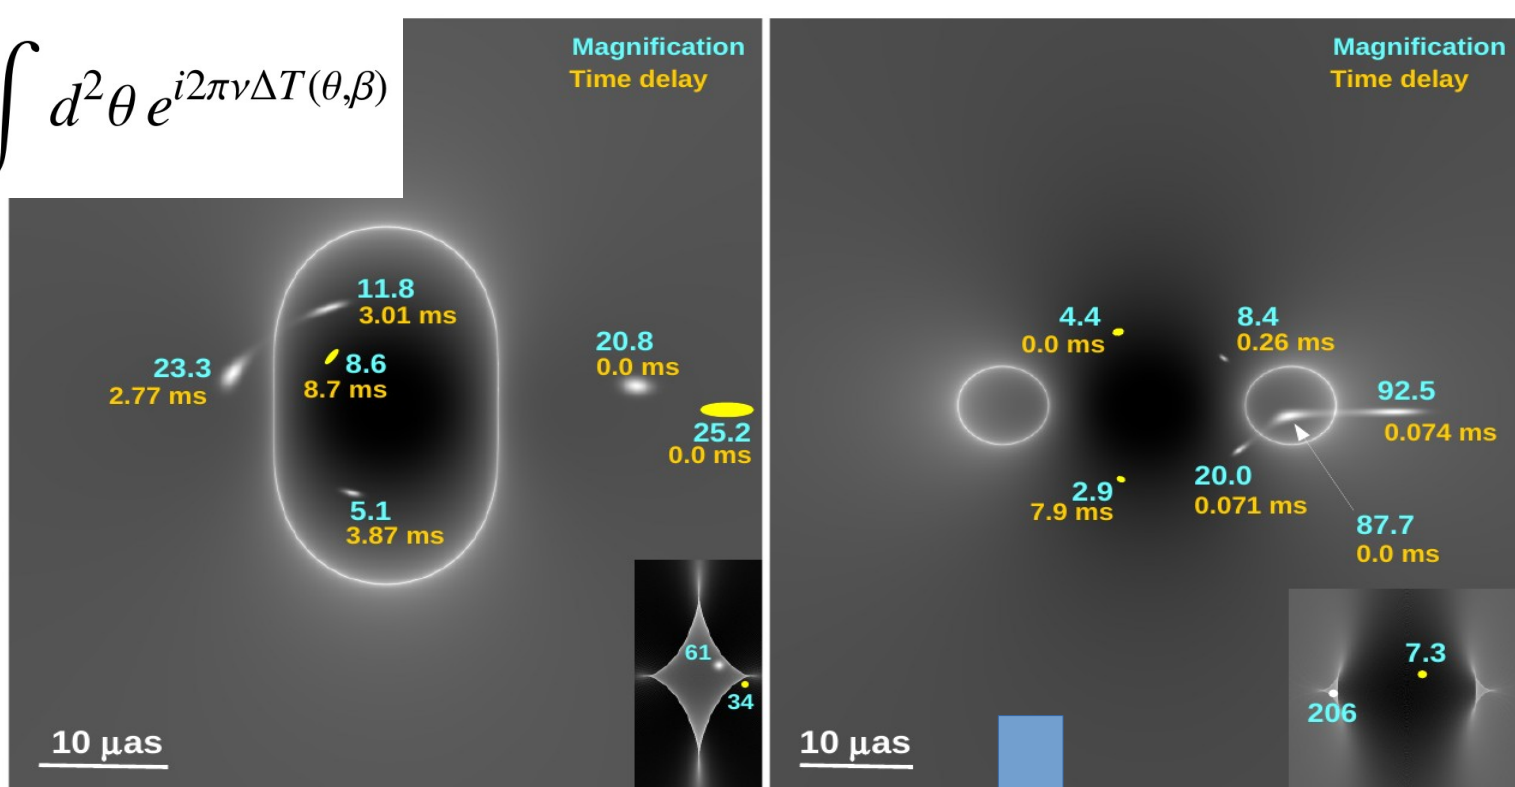 ∫ d²θ e^{i2πνΔT(θ,β)}
Magnification
Time delay
11.8
3.01 ms
23.3
2.77 ms
8.6
8.7 ms
20.8
0.0 ms
25.2
0.0 ms
5.1
3.87 ms
61
34
10 μas
Magnification
Time delay
4.4
0.0 ms
8.4
0.26 ms
92.5
0.074 ms
2.9
7.9 ms
20.0
0.071 ms
87.7
0.0 ms
7.3
206
10 μas